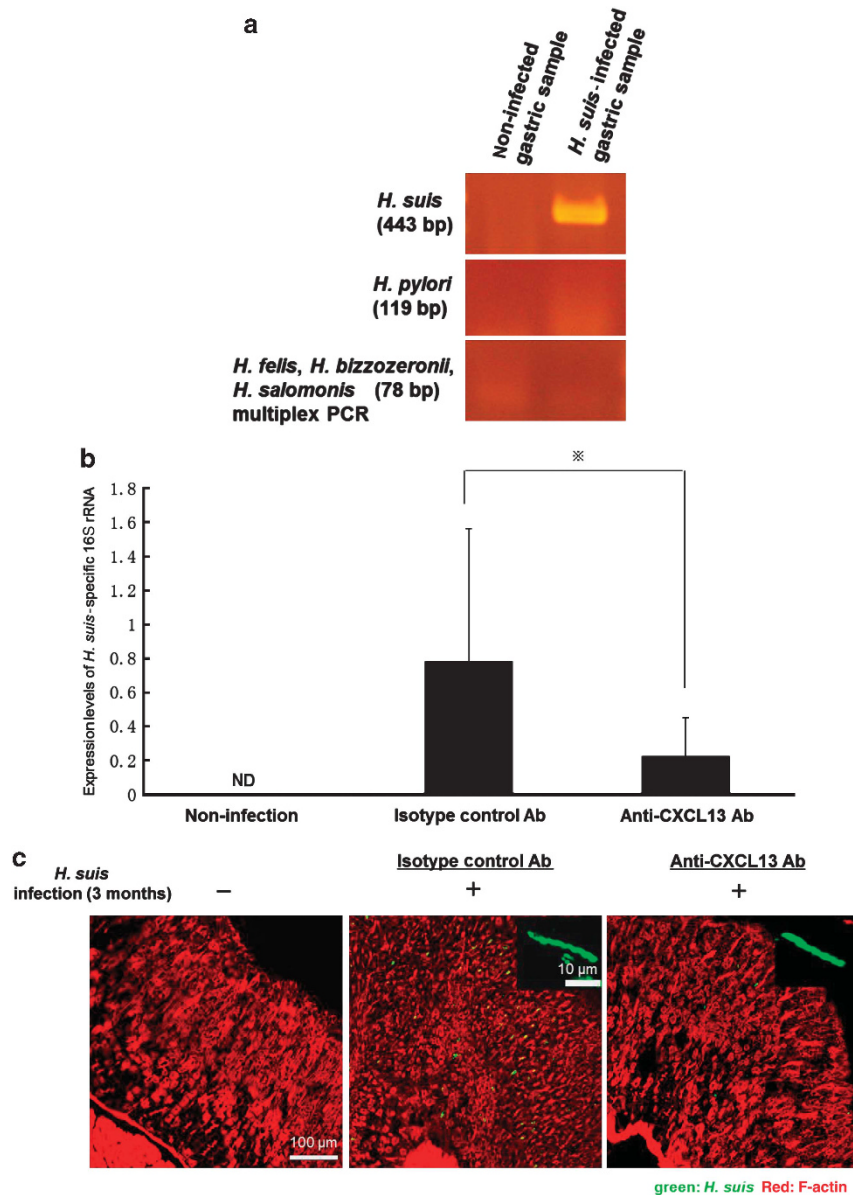 a
Non-infected
gastric sample
H. suis-infected
gastric sample
H. suis
(443 bp)
H. pylori
(119 bp)
H. felis, H. bizzozeronii,
H. salomonis (78 bp)
multiplex PCR
b
Expression levels of H. suis-specific 16S rRNA
1.8
1.6
1.4
1.2
1
0.8
0.6
0.4
0.2
0
※
ND
Non-infection
Isotype control Ab
Anti-CXCL13 Ab
c
H. suis
infection (3 months)
−
Isotype control Ab
+
Anti-CXCL13 Ab
+
10 µm
100 µm
green: H. suis Red: F-actin